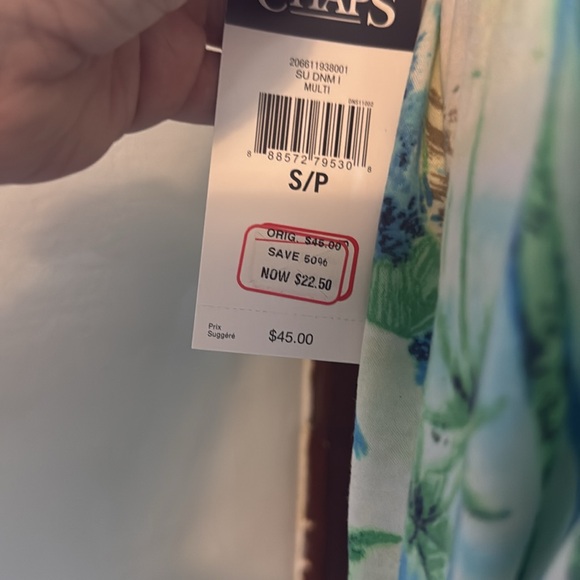 CHAPS
206611938001
SU DNM I
MULTI
DNS11002
8 88572 79530 8
S/P
ORIG. $45.00
SAVE 50%
NOW $22.50
Prix
Suggéré
$45.00